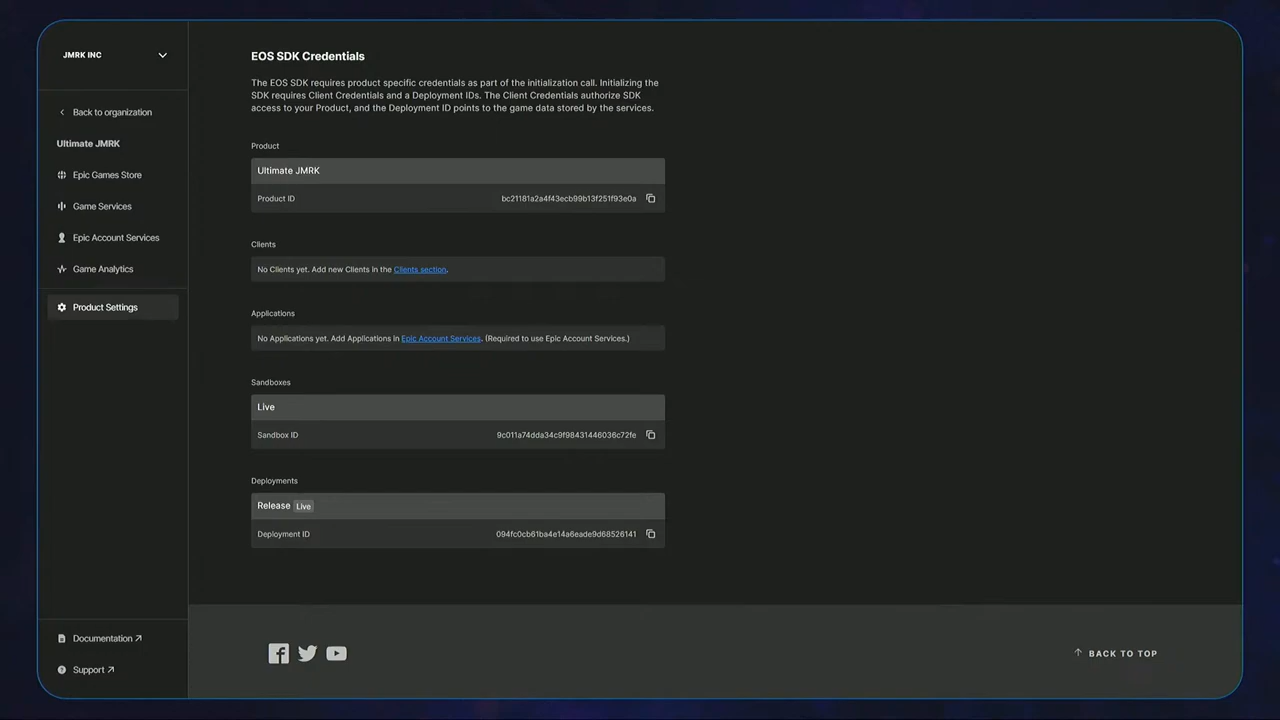 JMRK INC
Back to organization
Ultimate JMRK
Epic Games Store
Game Services
Epic Account Services
Game Analytics
Product Settings
Documentation
Support
EOS SDK Credentials
The EOS SDK requires product specific credentials as part of the initialization call. Initializing the
SDK requires Client Credentials and a Deployment IDs. The Client Credentials authorize SDK
access to your Product, and the Deployment ID points to the game data stored by the services.
Product
Ultimate JMRK
Product ID bc21181a2a4f43ecb99b13f251f93e0a
Clients
No Clients yet. Add new Clients in the Clients section.
Applications
No Applications yet. Add Applications in Epic Account Services. (Required to use Epic Account Services.)
Sandboxes
Live
Sandbox ID 9c011a74dda34c9f98431446036c72fe
Deployments
Release Live
Deployment ID 094fc0cb61ba4e14a6eade9d68526141
BACK TO TOP